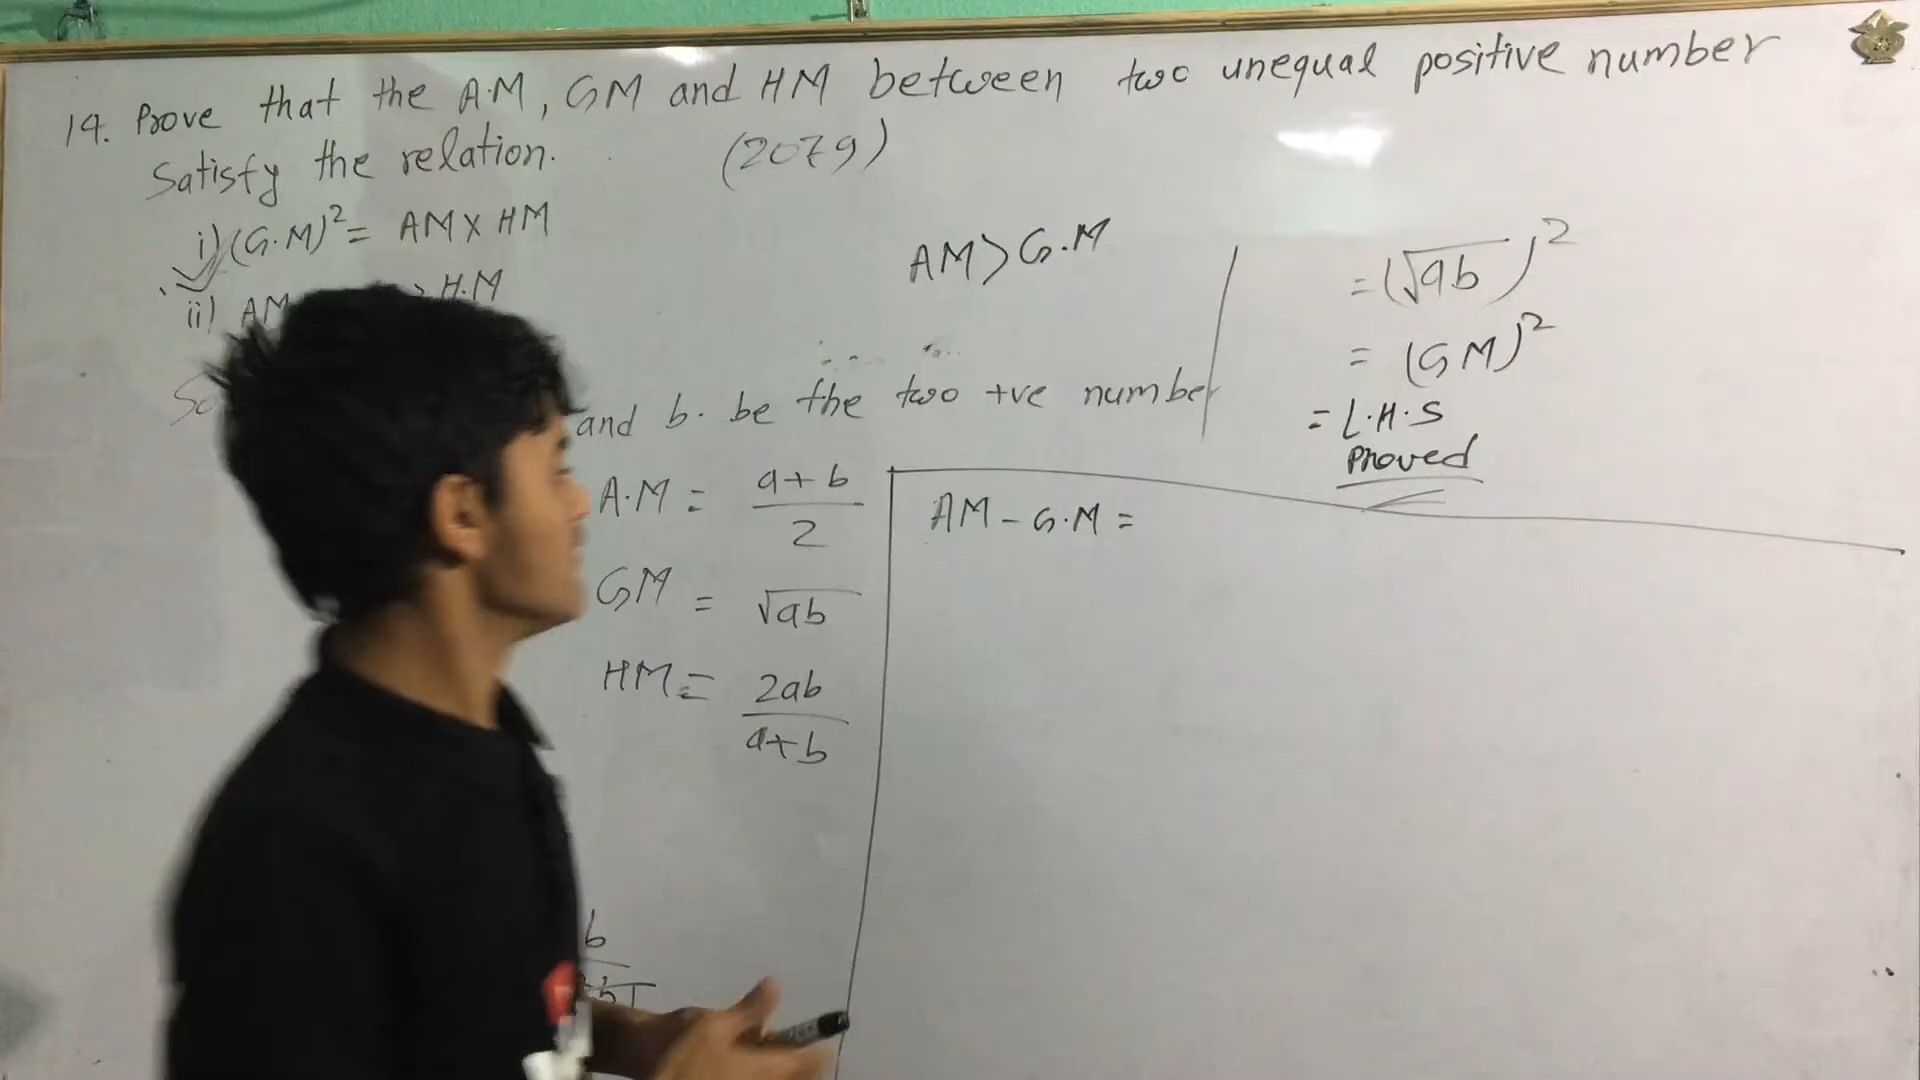 14. Prove that the A.M, GM and HM between two unequal positive number
Satisfy the relation. (2079)
i) (G.M)² = AM X HM
ii) AM > H.M
and b. be the two +ve number
A.M = a+b / 2
GM = √ab
HM = 2ab / a+b
b
AM > G.M
= (√ab)²
= (GM)²
= L.H.S
Proved
AM - G.M =